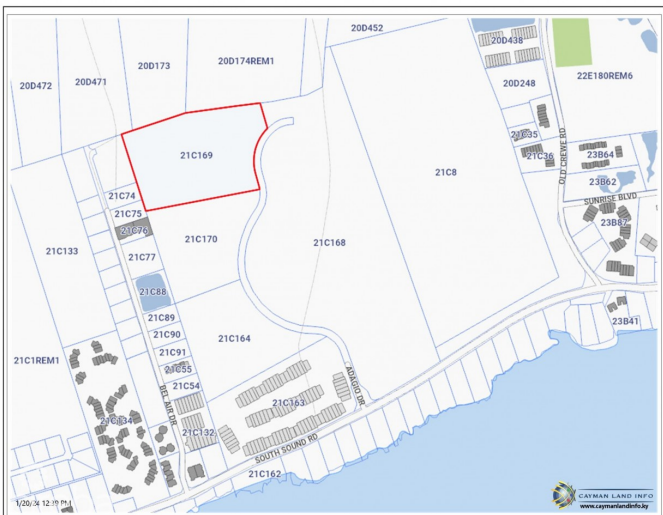 20D452
20D438
20D173
20D174REM1
20D472
20D471
20D248
22E180REM6
21C35
21C36
OLD CREWE RD
23B64
21C169
21C8
23B62
SUNRISE BLVD
21C74
21C75
21C76
23B87
21C133
21C170
21C168
21C77
21C88
21C89
21C90
21C164
23B41
21C91
21C1REM1
21C55
21C54
BEL AIR DR
ADAGIO DR
21C163
21C134
21C132
SOUTH SOUND RD
21C162
CAYMAN LAND INFO
www.caymanlandinfo.ky